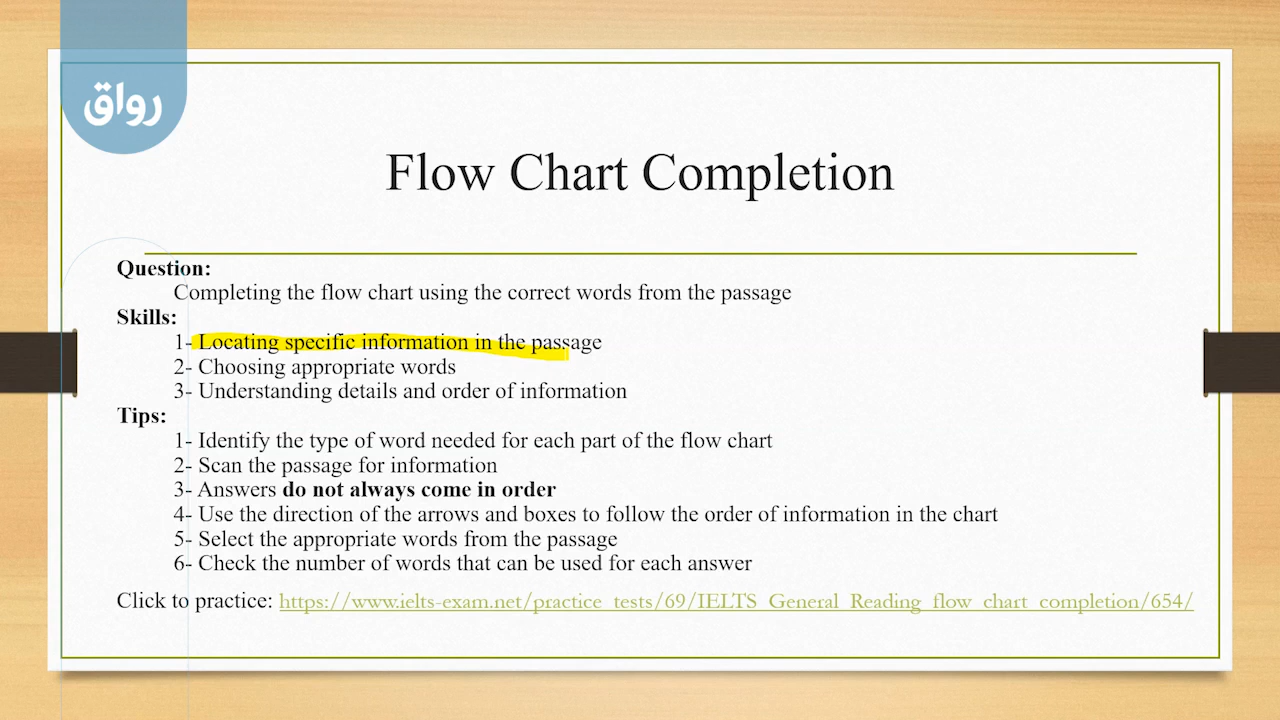 رواق
Flow Chart Completion
Question:
Completing the flow chart using the correct words from the passage
Skills:
1- Locating specific information in the passage
2- Choosing appropriate words
3- Understanding details and order of information
Tips:
1- Identify the type of word needed for each part of the flow chart
2- Scan the passage for information
3- Answers do not always come in order
4- Use the direction of the arrows and boxes to follow the order of information in the chart
5- Select the appropriate words from the passage
6- Check the number of words that can be used for each answer
Click to practice: https://www.ielts-exam.net/practice_tests/69/IELTS_General_Reading_flow_chart_completion/654/